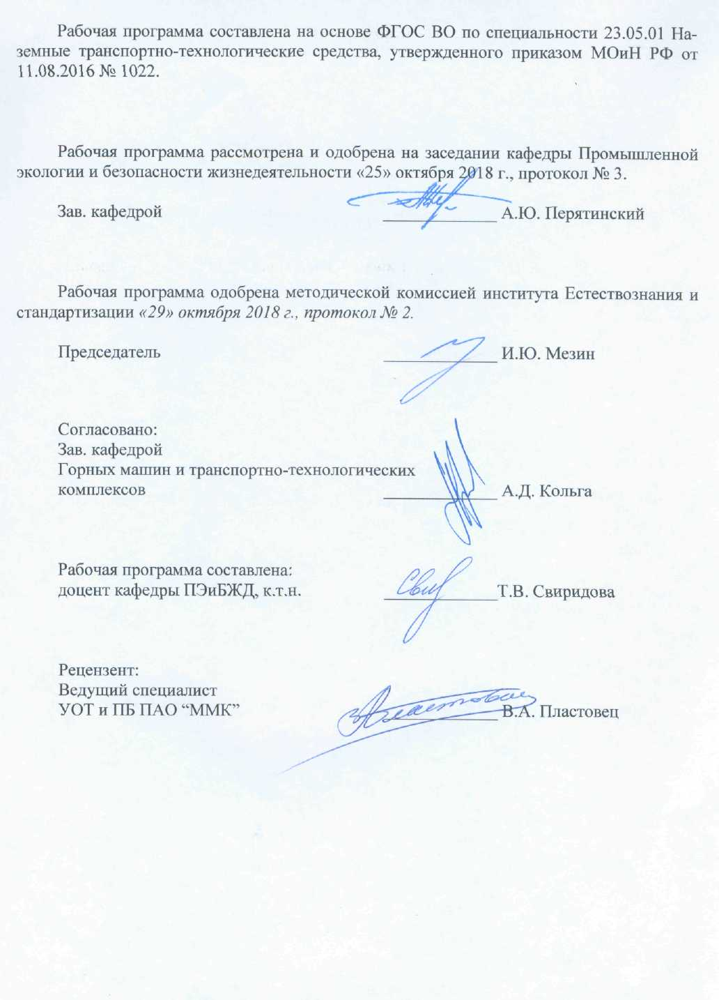 Рабочая программа составлена на основе ФГОС ВО по специальности 23.05.01 На-
земные транспортно-технологические средства, утвержденного приказом МОиН РФ от
11.08.2016 № 1022.
Рабочая программа рассмотрена и одобрена на заседании кафедры Промышленной
экологии и безопасности жизнедеятельности «25» октября 2018 г., протокол № 3.
Зав. кафедрой _____________ А.Ю. Перятинский
Рабочая программа одобрена методической комиссией института Естествознания и
стандартизации «29» октября 2018 г., протокол № 2.
Председатель _____________ И.Ю. Мезин
Согласовано:
Зав. кафедрой
Горных машин и транспортно-технологических
комплексов _____________ А.Д. Кольга
Рабочая программа составлена:
доцент кафедры ПЭиБЖД, к.т.н. _____________Т.В. Свиридова
Рецензент:
Ведущий специалист
УОТ и ПБ ПАО “ММК” _____________ В.А. Пластовец